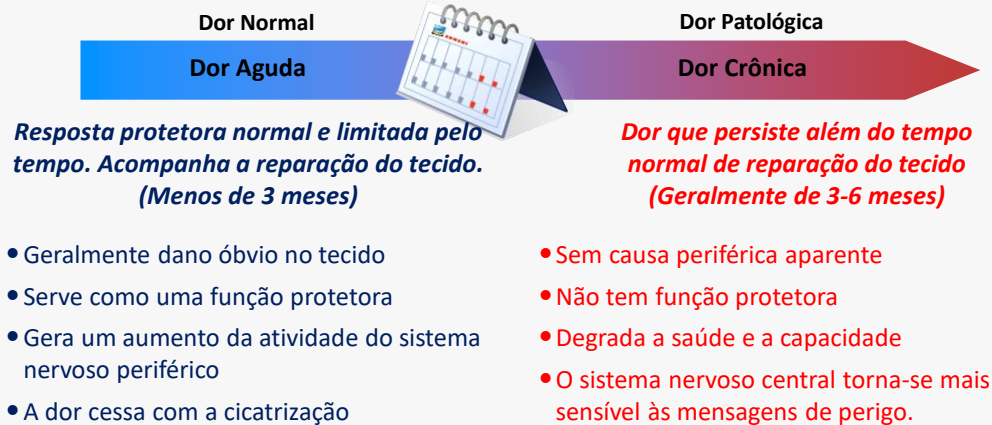 Dor Normal
Dor Patológica
Dor Aguda
Dor Crônica
Resposta protetora normal e limitada pelo
tempo. Acompanha a reparação do tecido.
(Menos de 3 meses)
Dor que persiste além do tempo
normal de reparação do tecido
(Geralmente de 3-6 meses)
• Geralmente dano óbvio no tecido
• Serve como uma função protetora
• Gera um aumento da atividade do sistema
nervoso periférico
• A dor cessa com a cicatrização
• Sem causa periférica aparente
• Não tem função protetora
• Degrada a saúde e a capacidade
• O sistema nervoso central torna-se mais
sensível às mensagens de perigo.